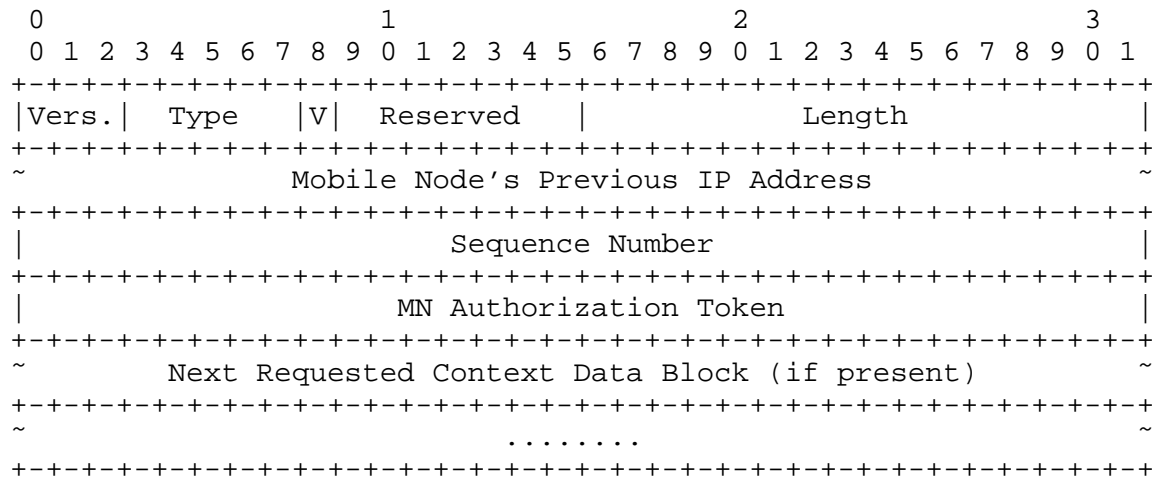 0                   1                   2                   3
 0 1 2 3 4 5 6 7 8 9 0 1 2 3 4 5 6 7 8 9 0 1 2 3 4 5 6 7 8 9 0 1
+-+-+-+-+-+-+-+-+-+-+-+-+-+-+-+-+-+-+-+-+-+-+-+-+-+-+-+-+-+-+-+-+
|Vers.|  Type   |V|  Reserved   |            Length             |
+-+-+-+-+-+-+-+-+-+-+-+-+-+-+-+-+-+-+-+-+-+-+-+-+-+-+-+-+-+-+-+-+
~               Mobile Node's Previous IP Address               ~
+-+-+-+-+-+-+-+-+-+-+-+-+-+-+-+-+-+-+-+-+-+-+-+-+-+-+-+-+-+-+-+-+
|                        Sequence Number                        |
+-+-+-+-+-+-+-+-+-+-+-+-+-+-+-+-+-+-+-+-+-+-+-+-+-+-+-+-+-+-+-+-+
|                     MN Authorization Token                    |
+-+-+-+-+-+-+-+-+-+-+-+-+-+-+-+-+-+-+-+-+-+-+-+-+-+-+-+-+-+-+-+-+
~        Next Requested Context Data Block (if present)         ~
+-+-+-+-+-+-+-+-+-+-+-+-+-+-+-+-+-+-+-+-+-+-+-+-+-+-+-+-+-+-+-+-+
~                           ........                            ~
+-+-+-+-+-+-+-+-+-+-+-+-+-+-+-+-+-+-+-+-+-+-+-+-+-+-+-+-+-+-+-+-+